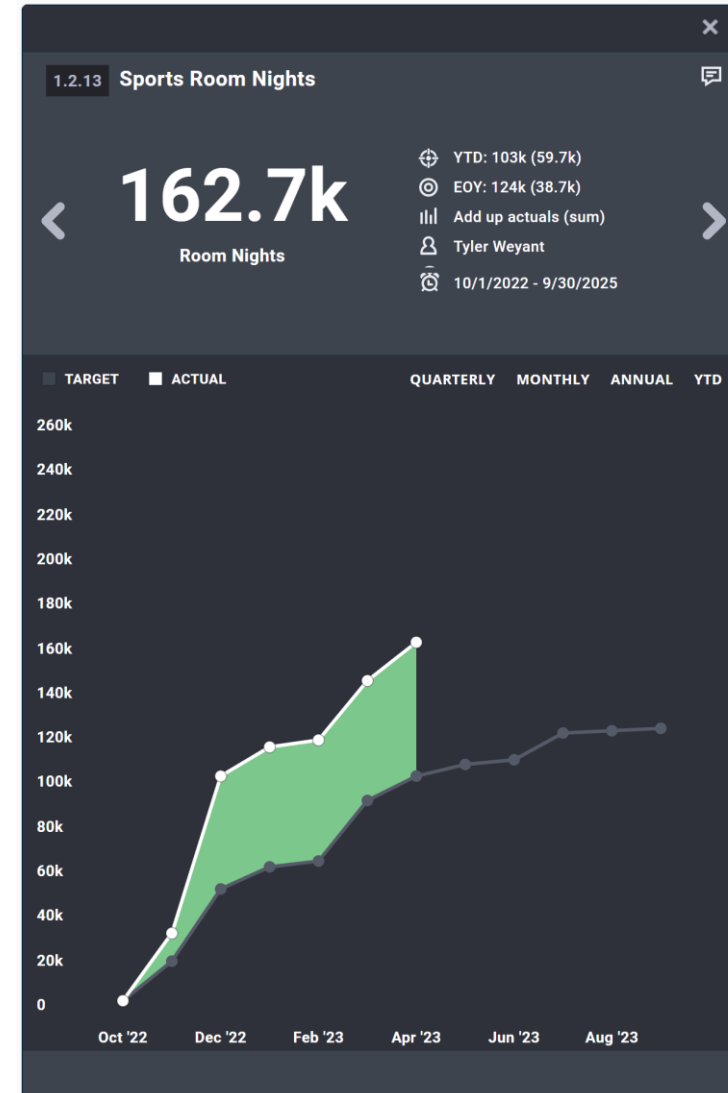 1.2.13 Sports Room Nights
162.7k
Room Nights
YTD: 103k (59.7k)
EOY: 124k (38.7k)
Add up actuals (sum)
Tyler Weyant
10/1/2022 - 9/30/2025
TARGET ACTUAL QUARTERLY MONTHLY ANNUAL YTD
260k
240k
220k
200k
180k
160k
140k
120k
100k
80k
60k
40k
20k
0
Oct '22 Dec '22 Feb '23 Apr '23 Jun '23 Aug '23